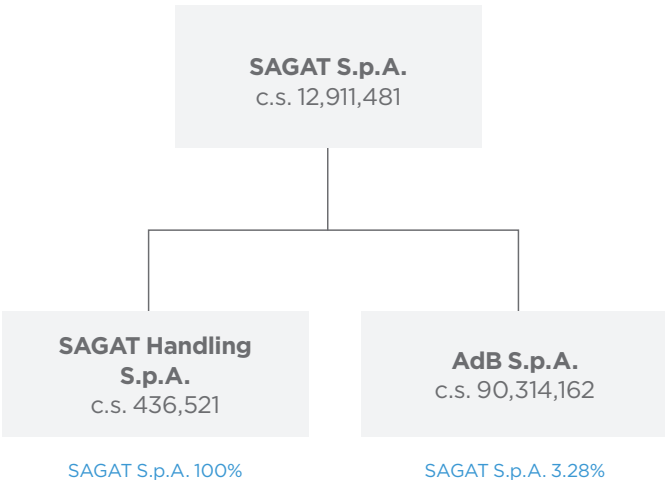 SAGAT S.p.A.
c.s. 12,911,481
SAGAT Handling
S.p.A.
c.s. 436,521
AdB S.p.A.
c.s. 90,314,162
SAGAT S.p.A. 100%
SAGAT S.p.A. 3.28%